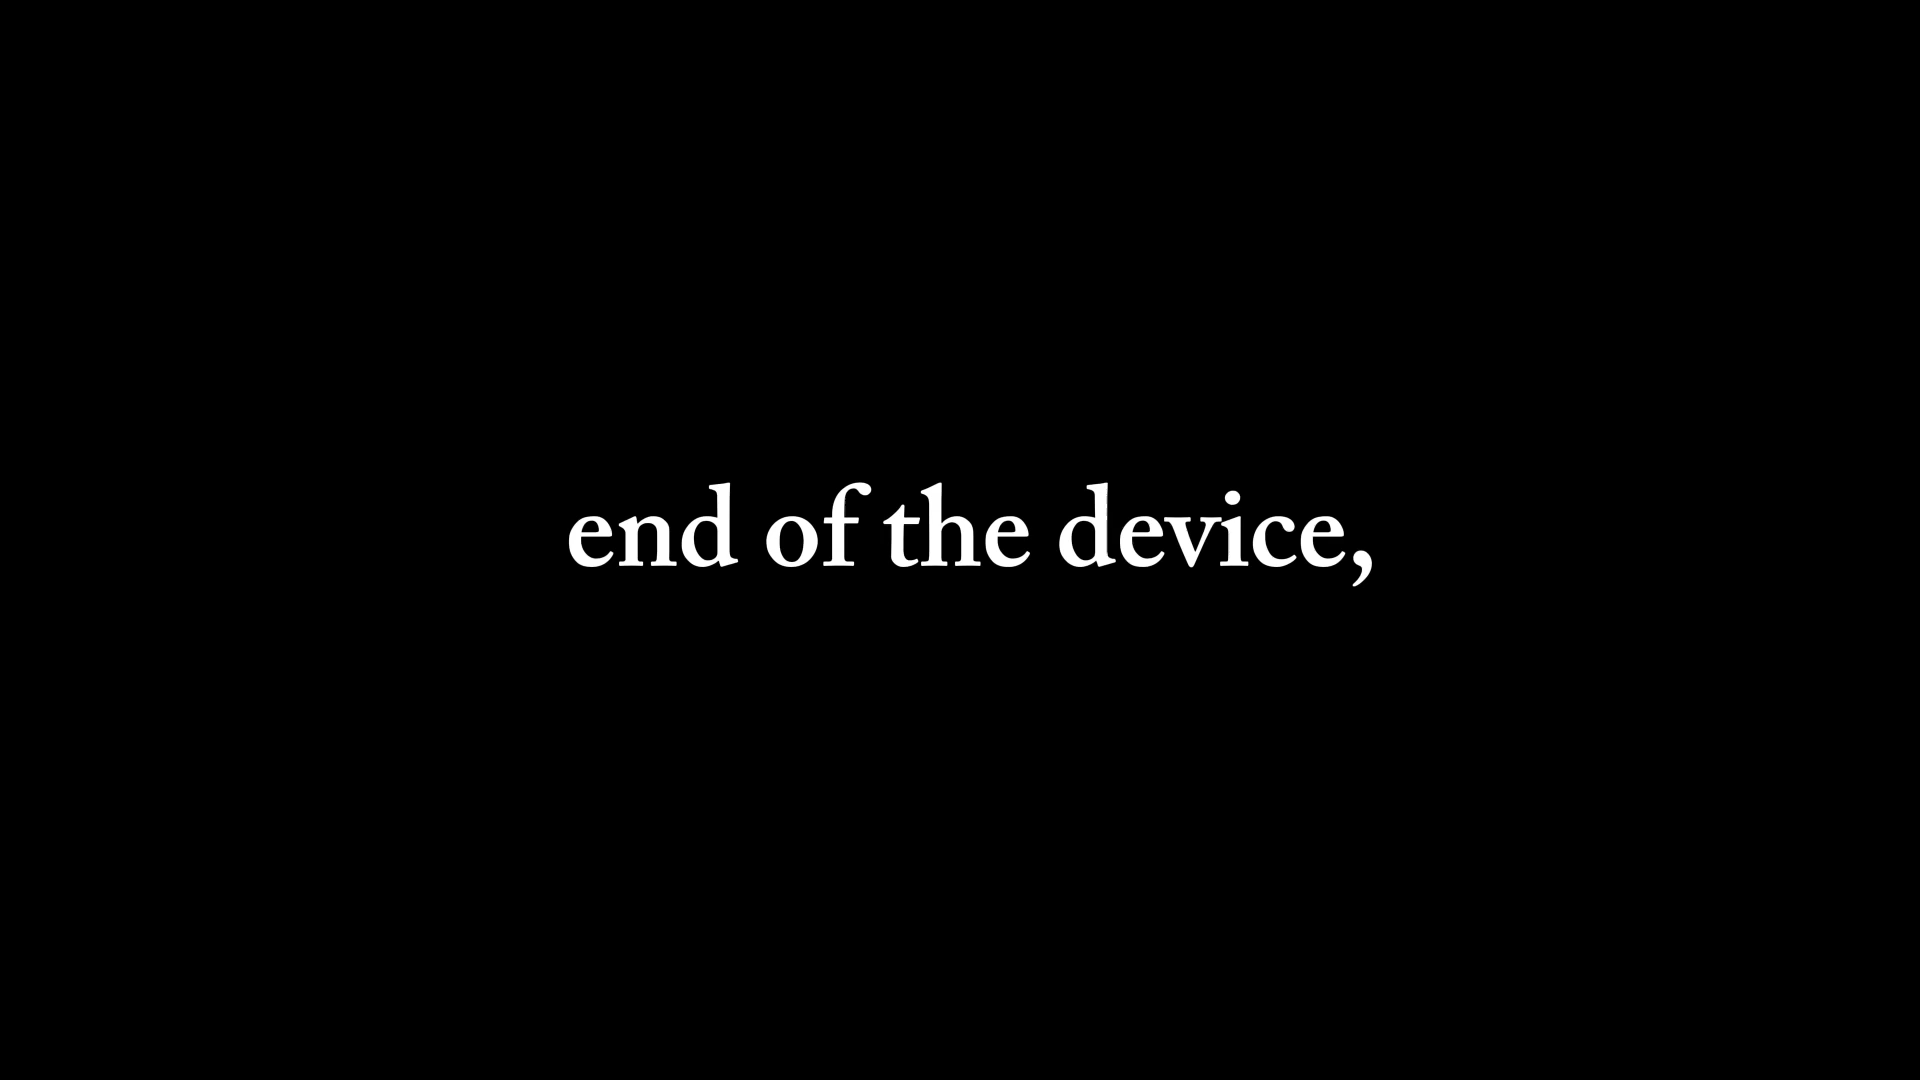 end of the device,